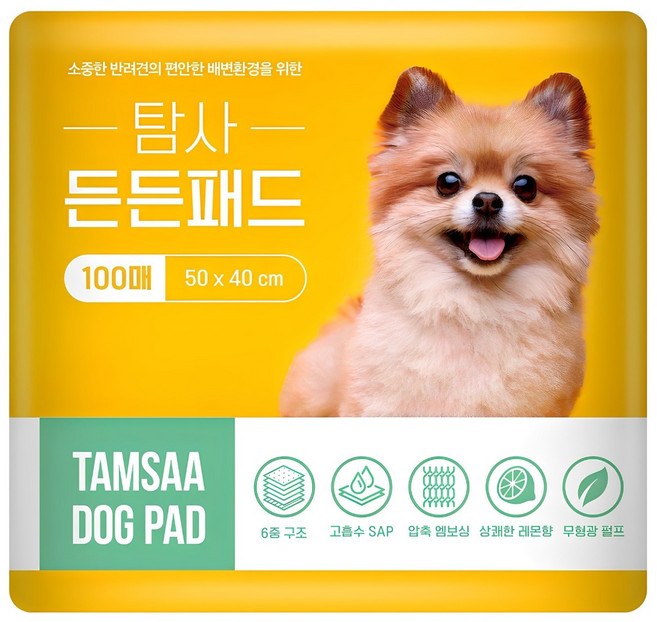 소중한 반려견의 편안한 배변환경을 위한
탐사
든든패드
100매 50 x 40 cm
TAMSAA
DOG PAD
6중 구조 고흡수 SAP 압축 엠보싱 상쾌한 레몬향 무형광 펄프